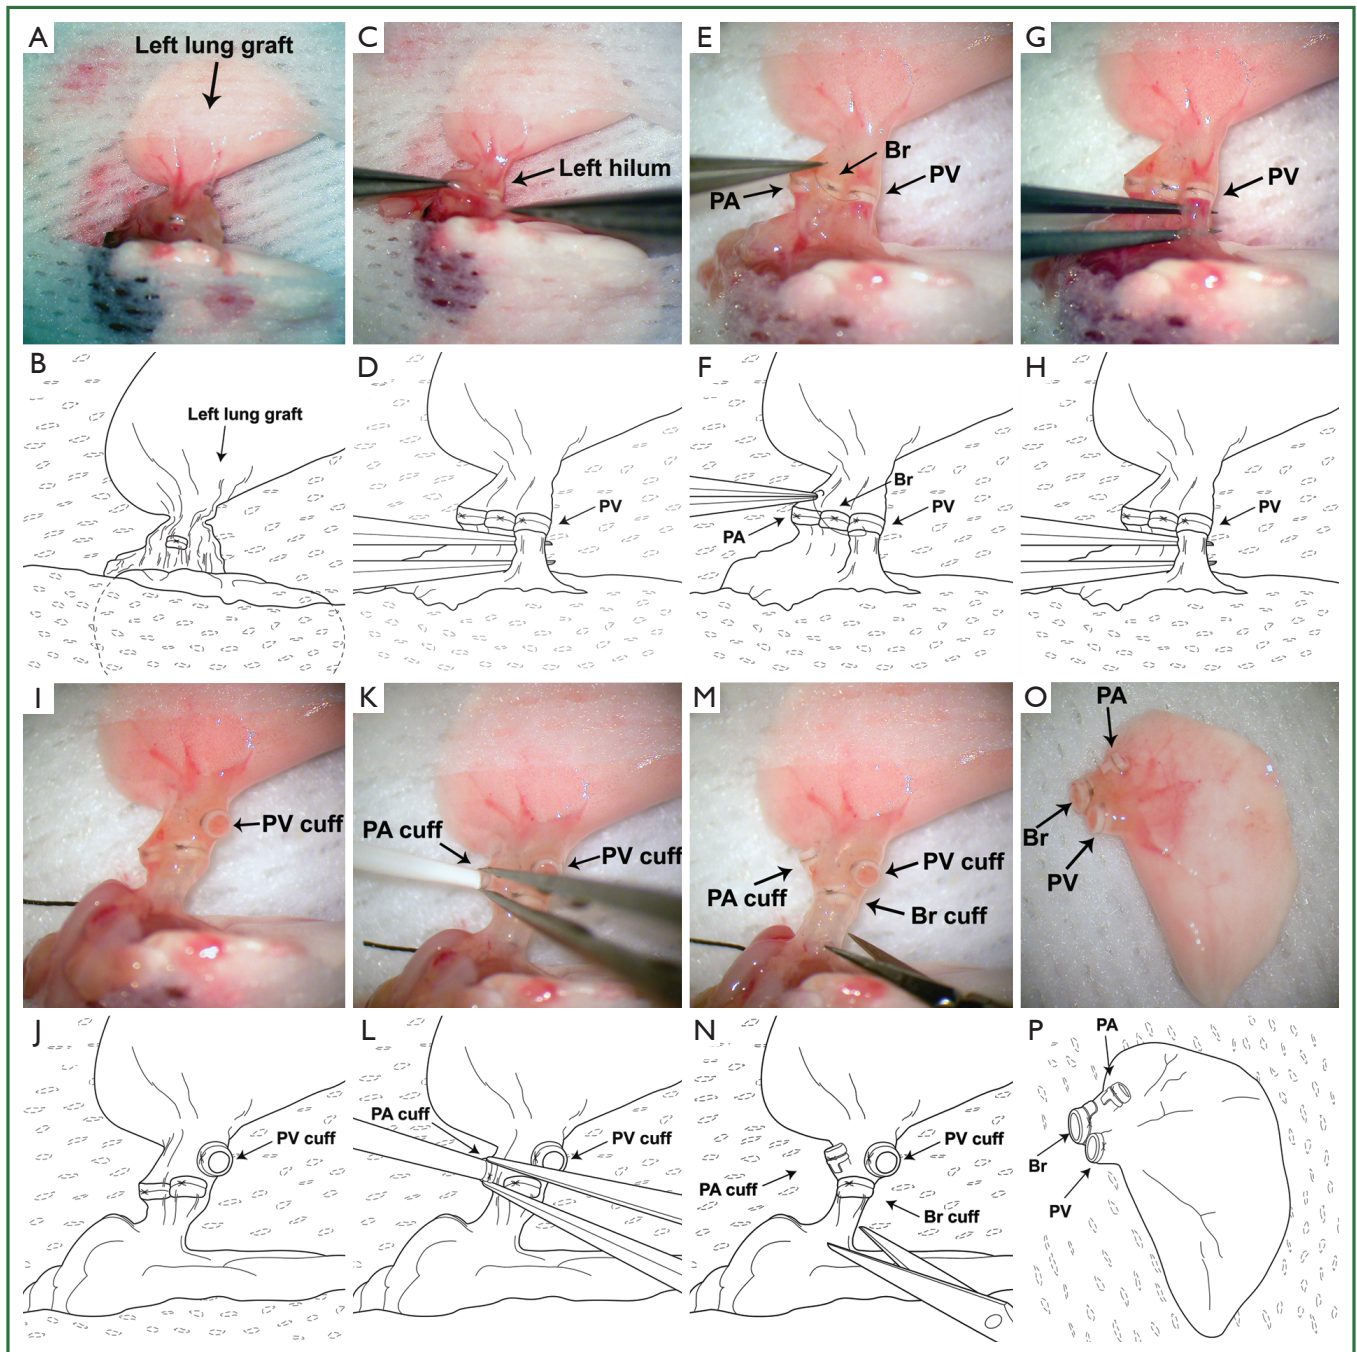 A
Left lung graft
C
Left hilum
E
Br
PA
PV
G
PV
B
Left lung graft
D
PV
F
Br
PV
PA
H
PV
I
PV cuff
K
PA cuff
PV cuff
M
PV cuff
PA cuff
Br cuff
O
PA
Br
PV
J
PV cuff
L
PA cuff
PV cuff
N
PV cuff
PA cuff
Br cuff
P
PA
Br
PV